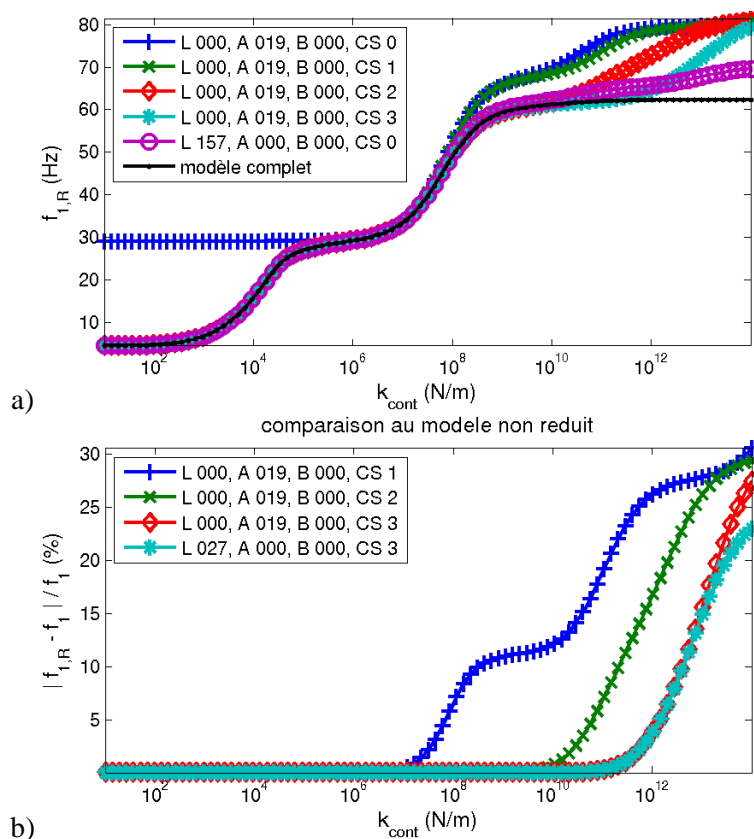 80
70
60
50
40
30
20
10
f1,R (Hz)
L 000, A 019, B 000, CS 0
L 000, A 019, B 000, CS 1
L 000, A 019, B 000, CS 2
L 000, A 019, B 000, CS 3
L 157, A 000, B 000, CS 0
modèle complet
10^2 10^4 10^6 10^8 10^10 10^12
k_cont (N/m)
a)
comparaison au modele non reduit
30
25
20
15
10
5
| f1,R - f1 | / f1 (%)
L 000, A 019, B 000, CS 1
L 000, A 019, B 000, CS 2
L 000, A 019, B 000, CS 3
L 027, A 000, B 000, CS 3
10^2 10^4 10^6 10^8 10^10 10^12
k_cont (N/m)
b)